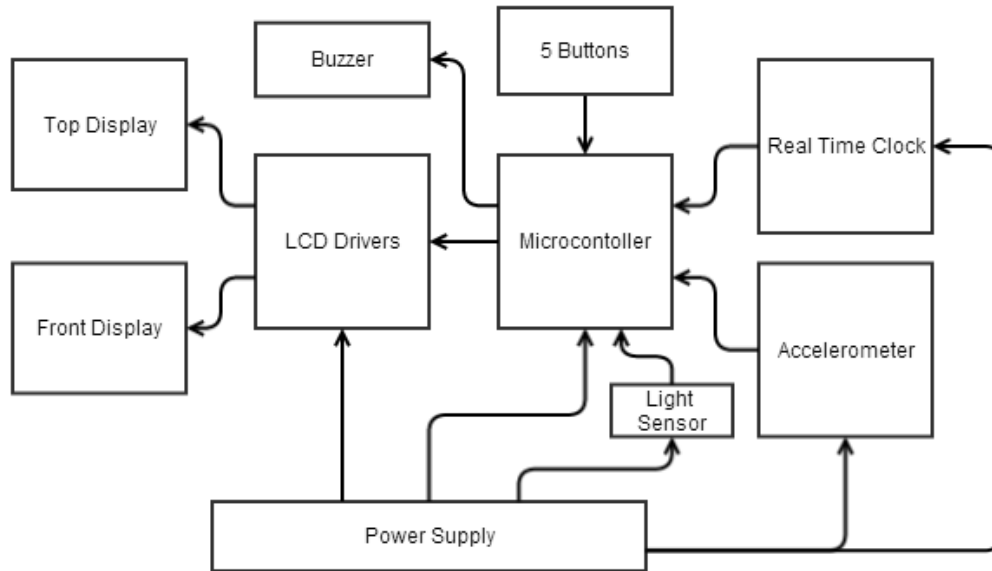 Buzzer
5 Buttons
Top Display
Real Time Clock
LCD Drivers
Microcontoller
Front Display
Accelerometer
Light
Sensor
Power Supply